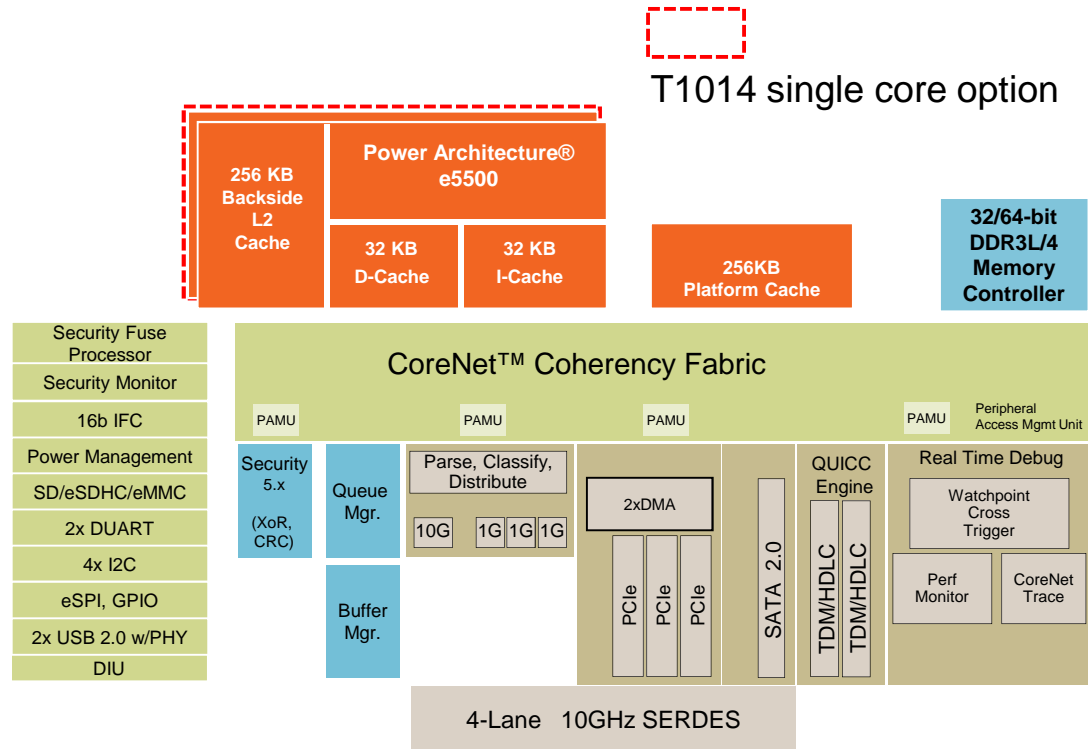 T1014 single core option
256 KB
Backside
L2
Cache
Power Architecture®
e5500
32 KB
D-Cache
32 KB
I-Cache
256KB
Platform Cache
32/64-bit
DDR3L/4
Memory
Controller
Security Fuse
Processor
Security Monitor
16b IFC
Power Management
SD/eSDHC/eMMC
2x DUART
4x I2C
eSPI, GPIO
2x USB 2.0 w/PHY
DIU
CoreNet™ Coherency Fabric
PAMU
PAMU
PAMU
PAMU
Peripheral
Access Mgmt Unit
Security
5.x
(XoR,
CRC)
Queue
Mgr.
Buffer
Mgr.
Parse, Classify,
Distribute
10G
1G
1G
1G
2xDMA
PCIe
PCIe
PCIe
SATA 2.0
QUICC
Engine
TDM/HDLC
TDM/HDLC
Real Time Debug
Watchpoint
Cross
Trigger
Perf
Monitor
CoreNet
Trace
4-Lane 10GHz SERDES